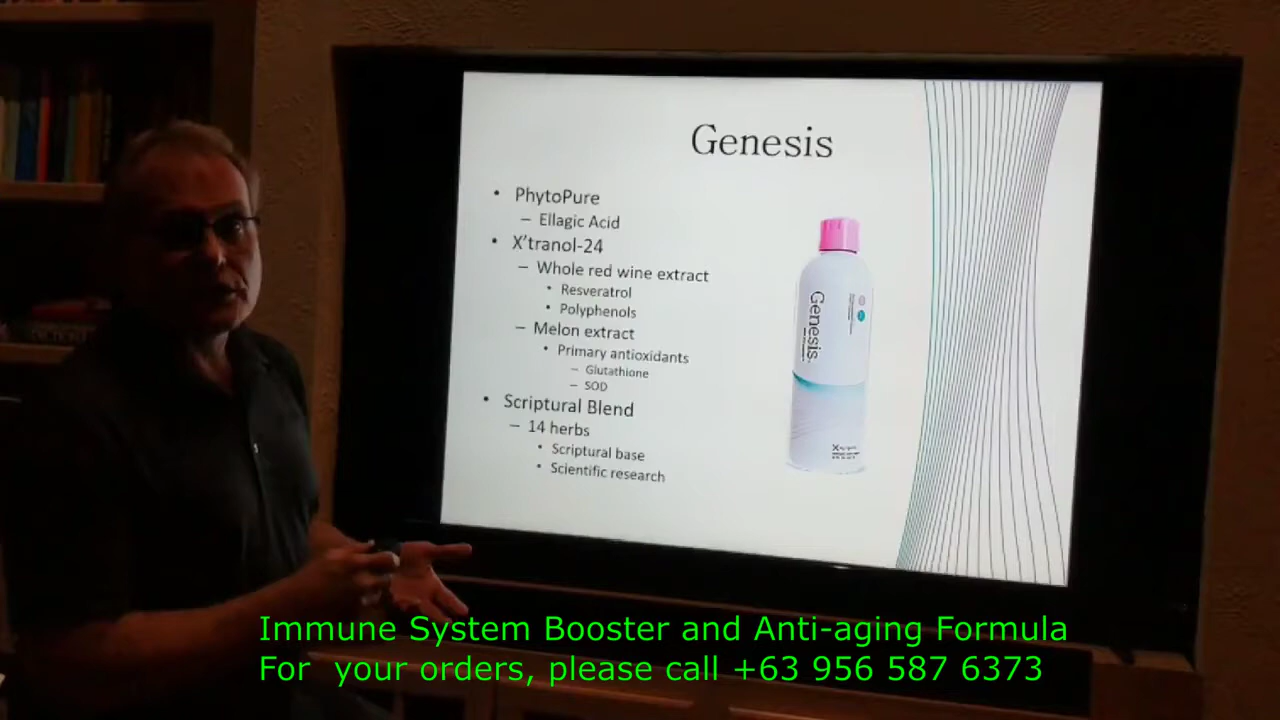 Genesis
• PhytoPure
– Ellagic Acid
• X'tranol-24
– Whole red wine extract
• Resveratrol
• Polyphenols
– Melon extract
• Primary antioxidants
– Glutathione
– SOD
• Scriptural Blend
– 14 herbs
• Scriptural base
• Scientific research
Genesis
Immune System Booster and Anti-aging Formula
For  your orders, please call +63 956 587 6373